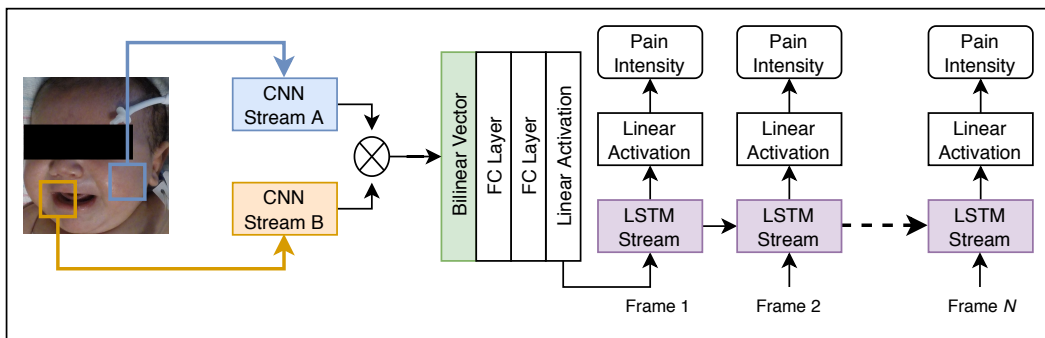 CNN
Stream A
CNN
Stream B
Bilinear Vector
FC Layer
FC Layer
Linear Activation
Pain
Intensity
Linear
Activation
LSTM
Stream
Frame 1
Pain
Intensity
Linear
Activation
LSTM
Stream
Frame 2
Pain
Intensity
Linear
Activation
LSTM
Stream
Frame N